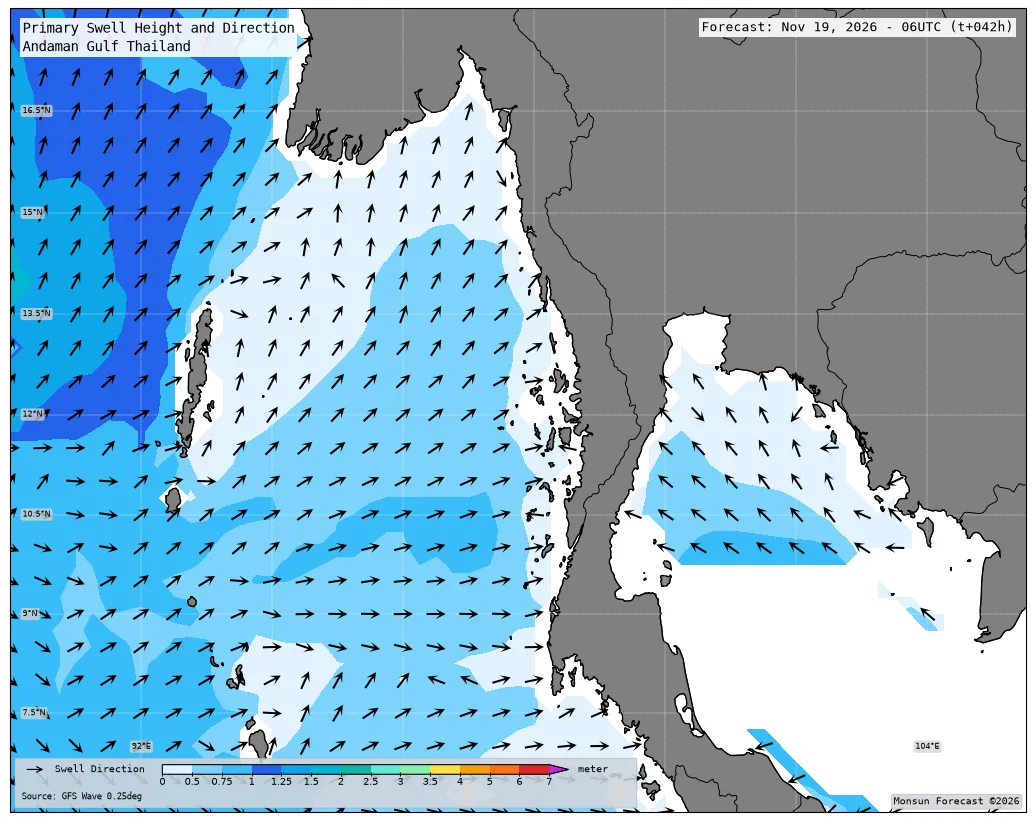 Primary Swell Height and Direction
Andaman Gulf Thailand
Forecast: Nov 19, 2026 - 06UTC (t+042h)
16.5°N
15°N
13.5°N
12°N
10.5°N
9°N
7.5°N
92°E
104°E
Swell Direction
0 0.5 0.75 1 1.25 1.5 2 2.5 3 3.5 4 5 6 7
meter
Source: GFS Wave 0.25deg
Monsun Forecast ©2026